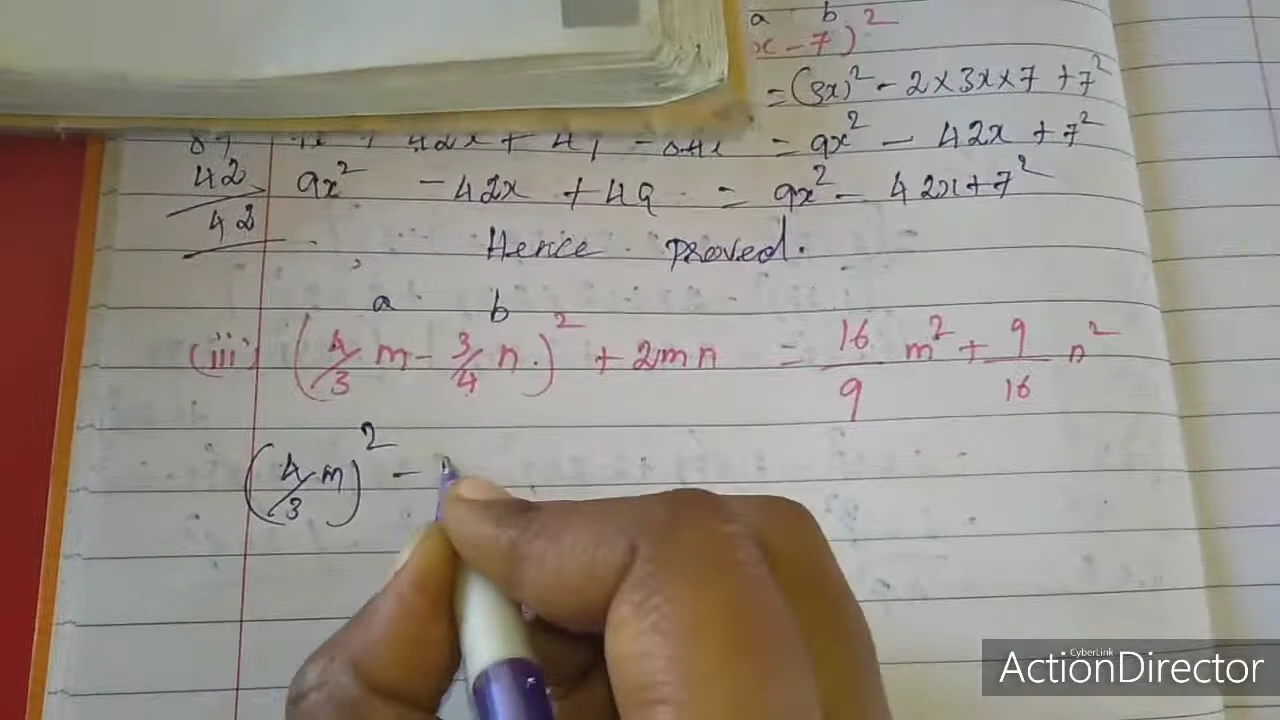 a b
x - 7)²
= (3x)² - 2 × 3x × 7 + 7²
42x + = 9x² - 42x + 7²
42 9x² - 42x + 49 = 9x² - 42x + 7²
42
Hence proved.
a b
(iii) (4/3 m - 3/4 n.)² + 2mn = 16/9 m² + 9/16 n²
(4/3 m)² -
CyberLink
ActionDirector